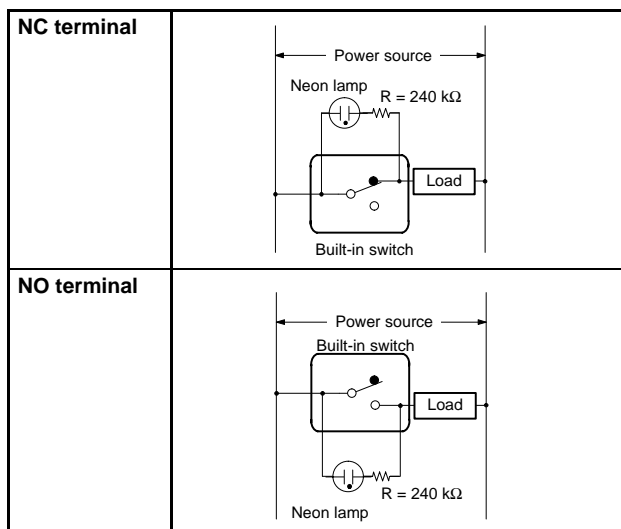 NC terminal
Power source
Neon lamp
R = 240 kΩ
Load
Built-in switch
NO terminal
Power source
Built-in switch
Load
R = 240 kΩ
Neon lamp